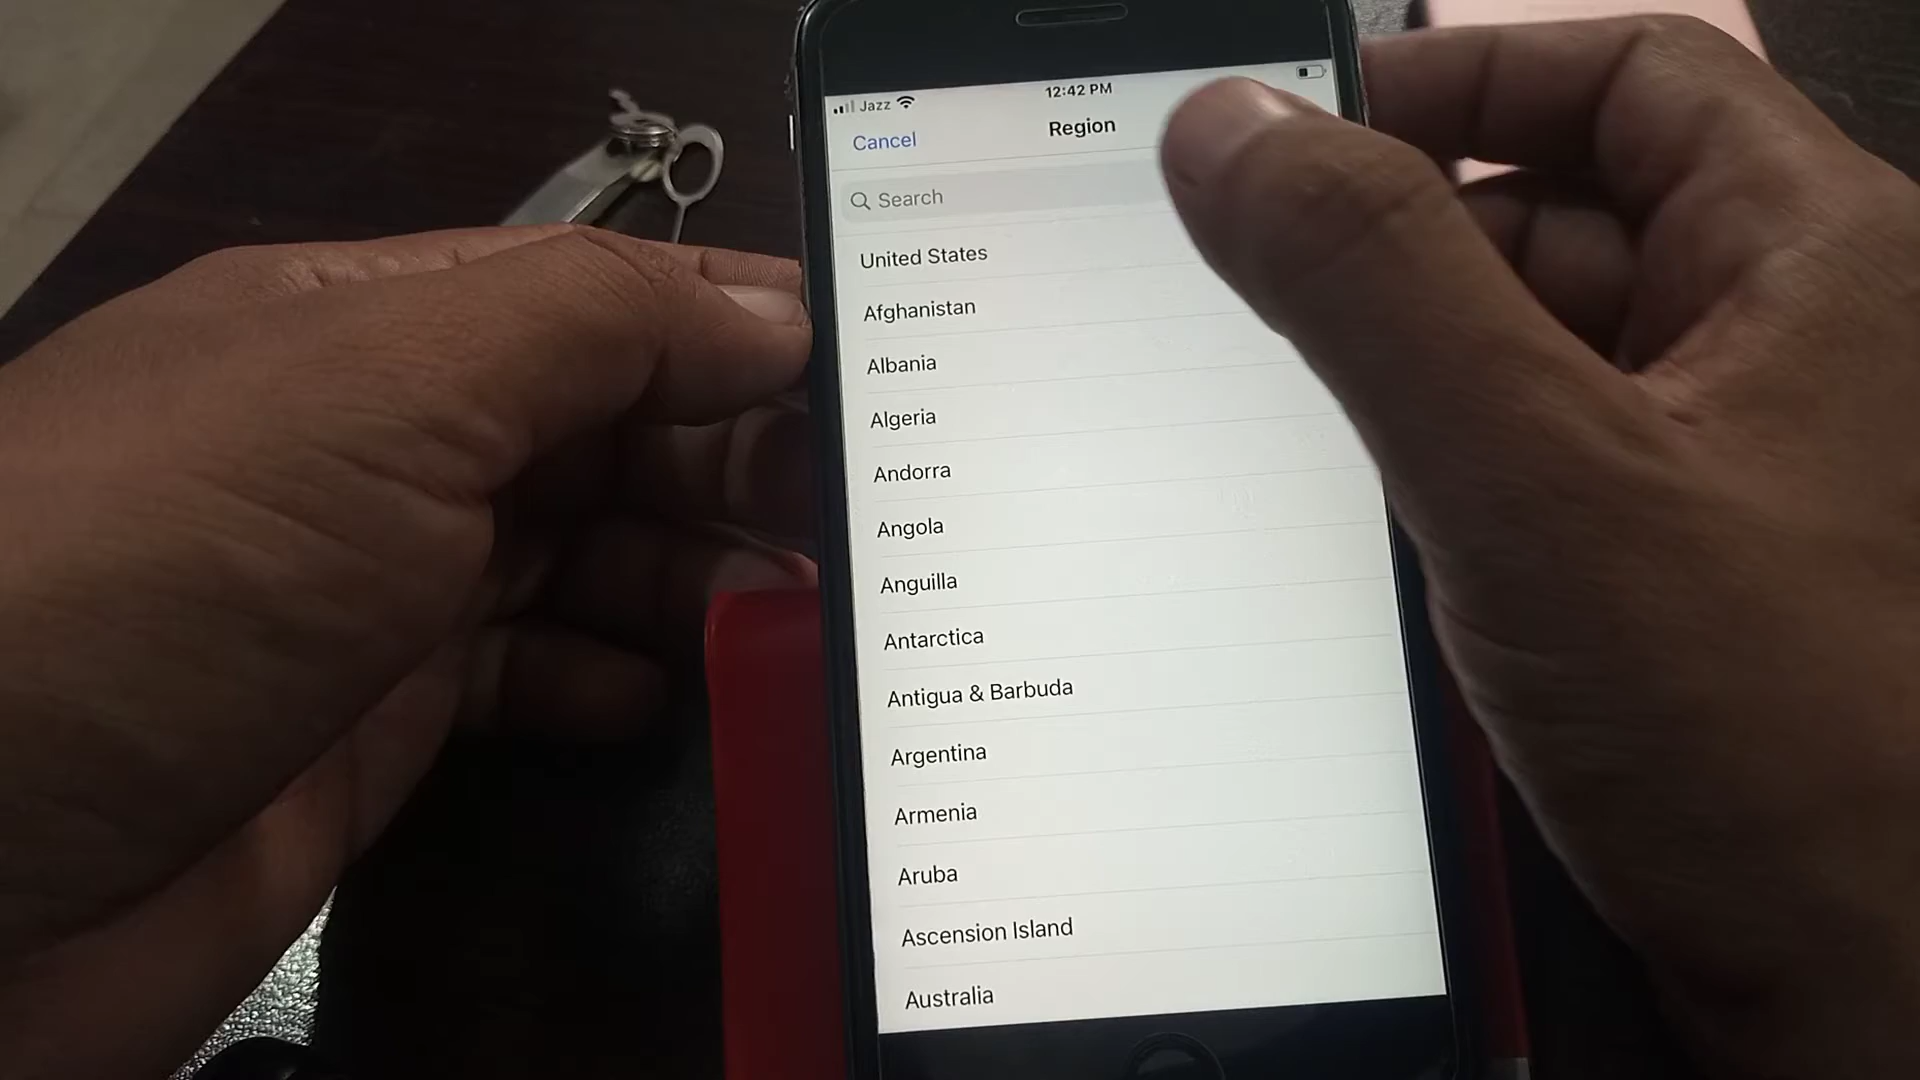 Jazz
12:42 PM
Cancel
Region
Search
United States
Afghanistan
Albania
Algeria
Andorra
Angola
Anguilla
Antarctica
Antigua & Barbuda
Argentina
Armenia
Aruba
Ascension Island
Australia